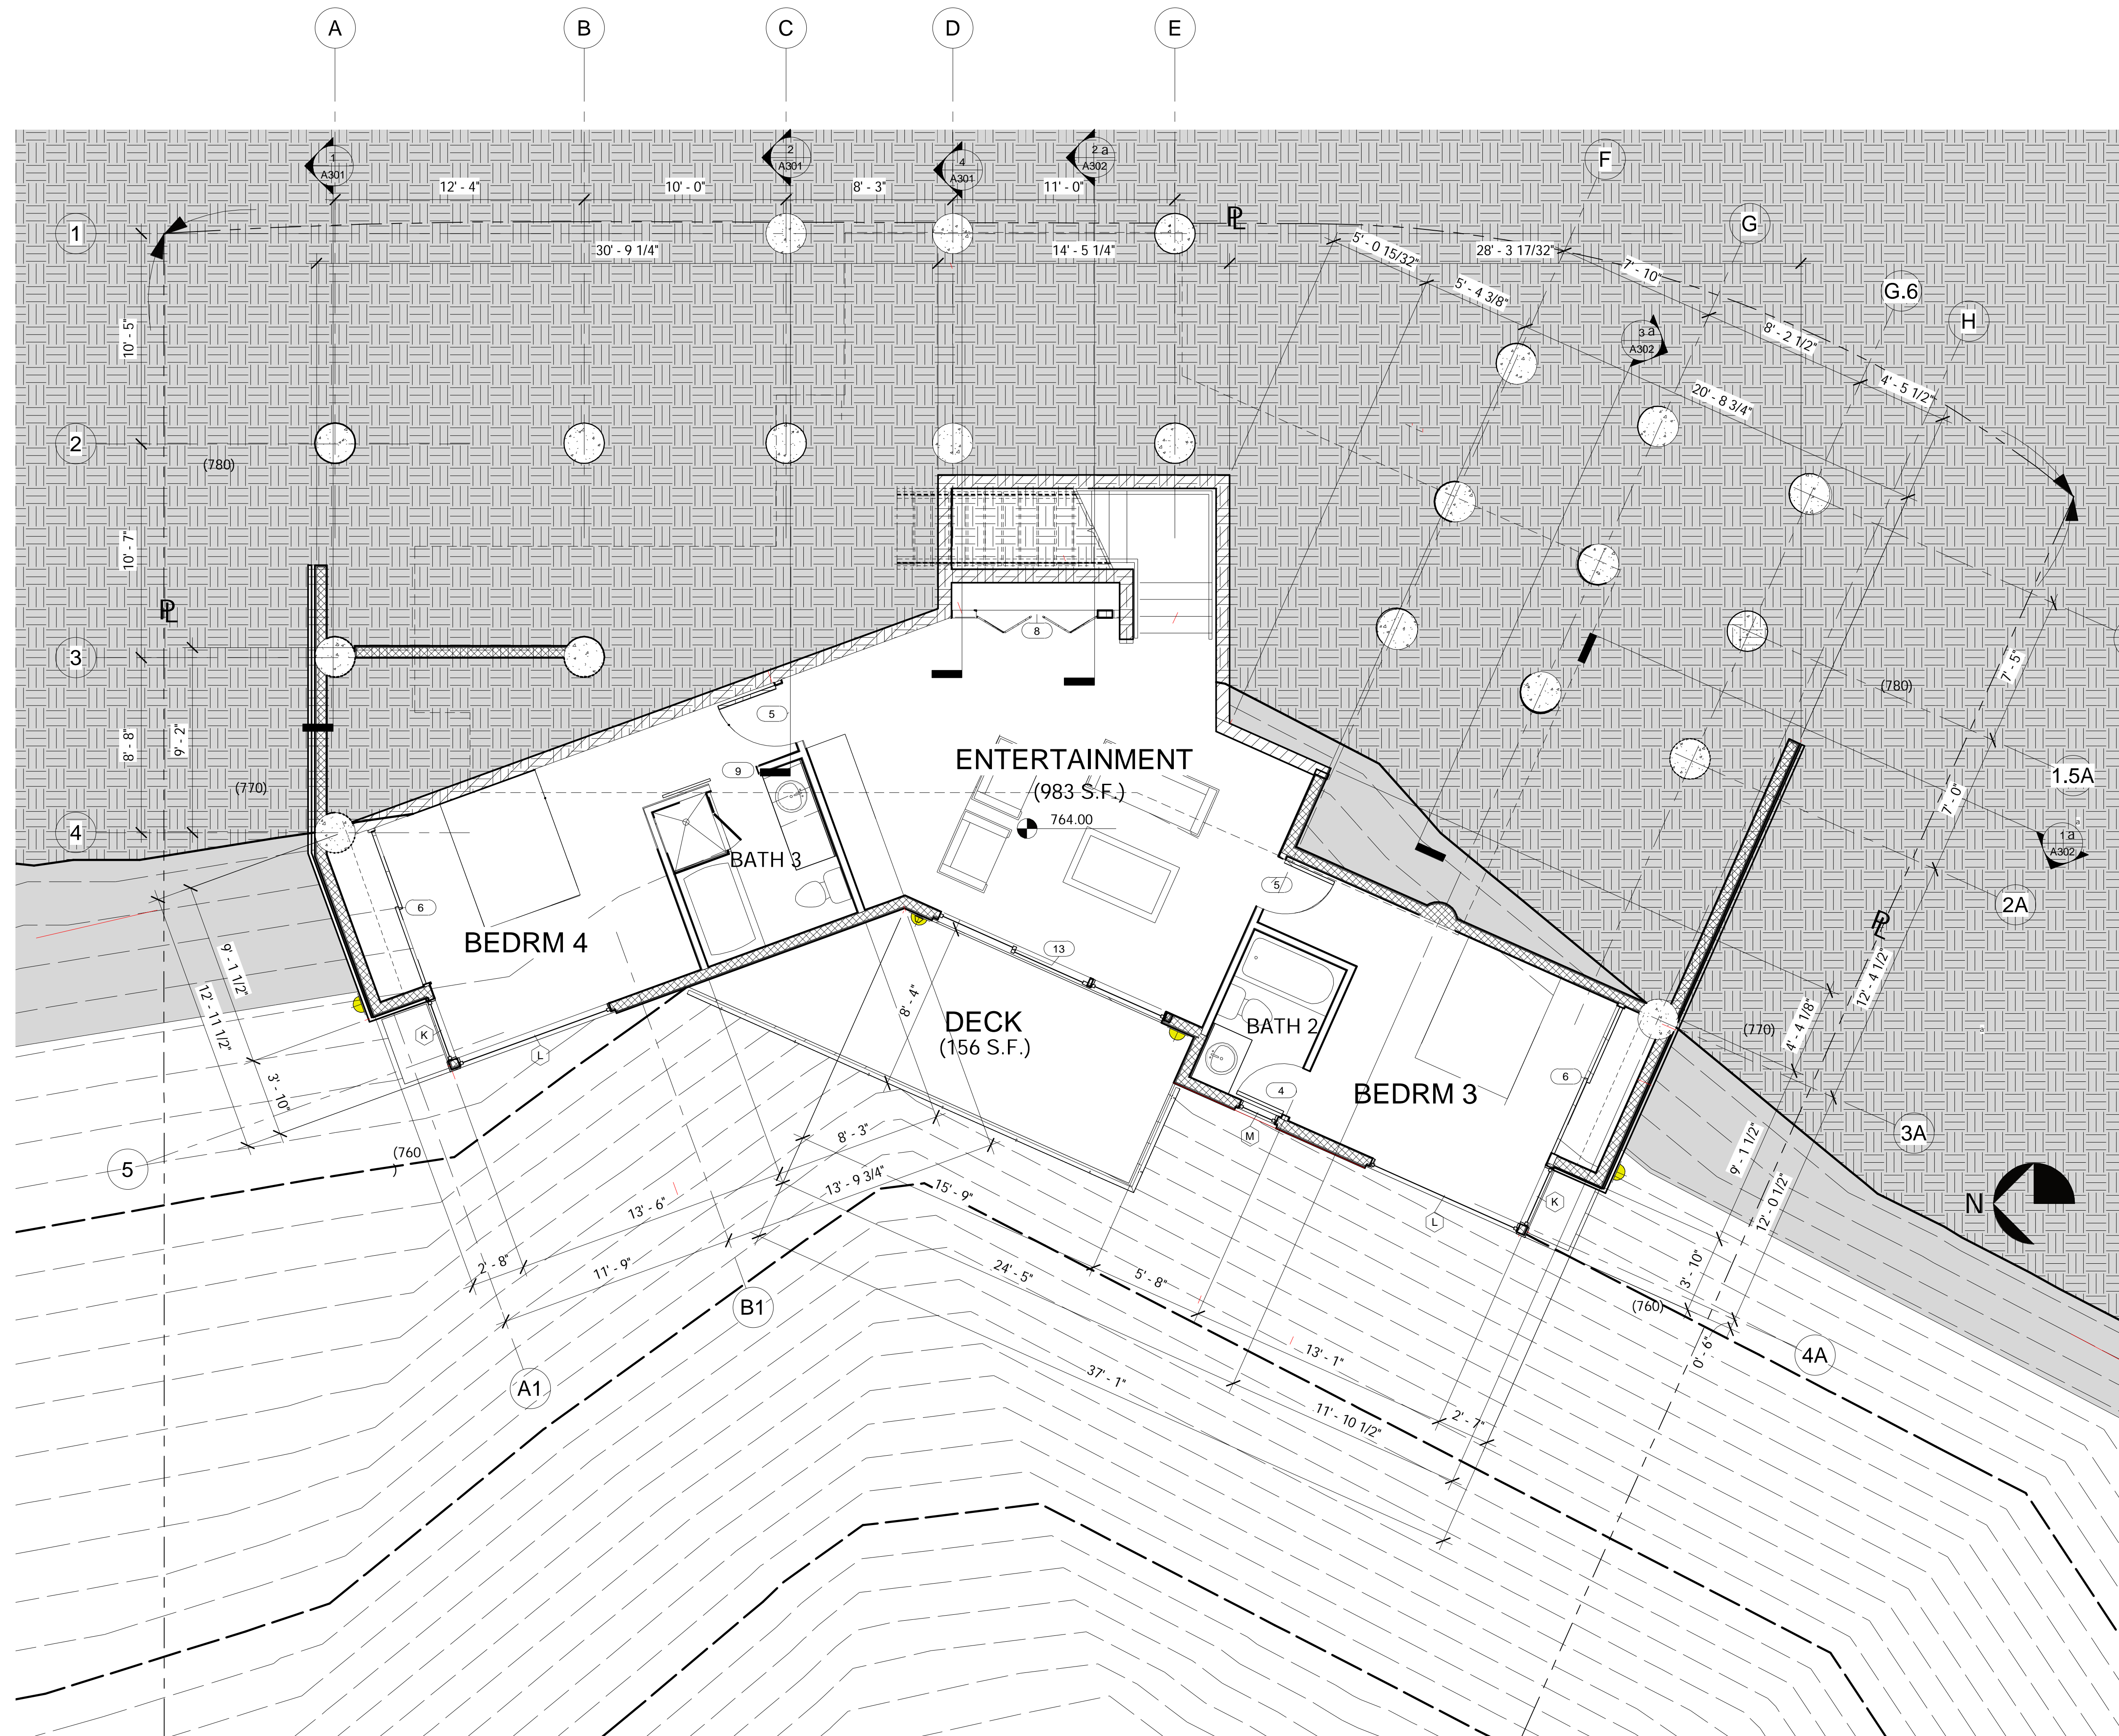 A
B
C
D
E
F
G
G.6
H
1
A301
2
A301
4
A301
2 a
A302
3 a
A302
12' - 4"
10' - 0"
8' - 3"
11' - 0"
30' - 9 1/4"
14' - 5 1/4"
28' - 3 17/32"
PL
5' - 0 15/32"
5' - 4 3/8"
7' - 10"
8' - 2 1/2"
4' - 5 1/2"
20' - 8 3/4"
1
2
3
4
5
10' - 5"
10' - 7"
8' - 8"
9' - 2"
(780)
(770)
PL
8
5
9
ENTERTAINMENT
(983 S.F.)
764.00
BATH 3
6
BEDRM 4
K
L
13
5
DECK
(156 S.F.)
8' - 4"
BATH 2
4
M
BEDRM 3
6
K
L
(780)
(770)
7' - 5"
7' - 0"
1.5A
1 a
A302
a
2A
PL
12' - 4 1/2"
4' - 4 1/8"
a
3A
9' - 1 1/2"
12' - 0 1/2"
3' - 10"
0' - 6"
(760)
4A
N
9' - 1 1/2"
12' - 11 1/2"
3' - 10"
(760
)
8' - 3"
13' - 9 3/4"
13' - 6"
2' - 8"
11' - 9"
A1
B1
15' - 9"
24' - 5"
5' - 8"
37' - 1"
13' - 1"
11' - 10 1/2"
2' - 7"